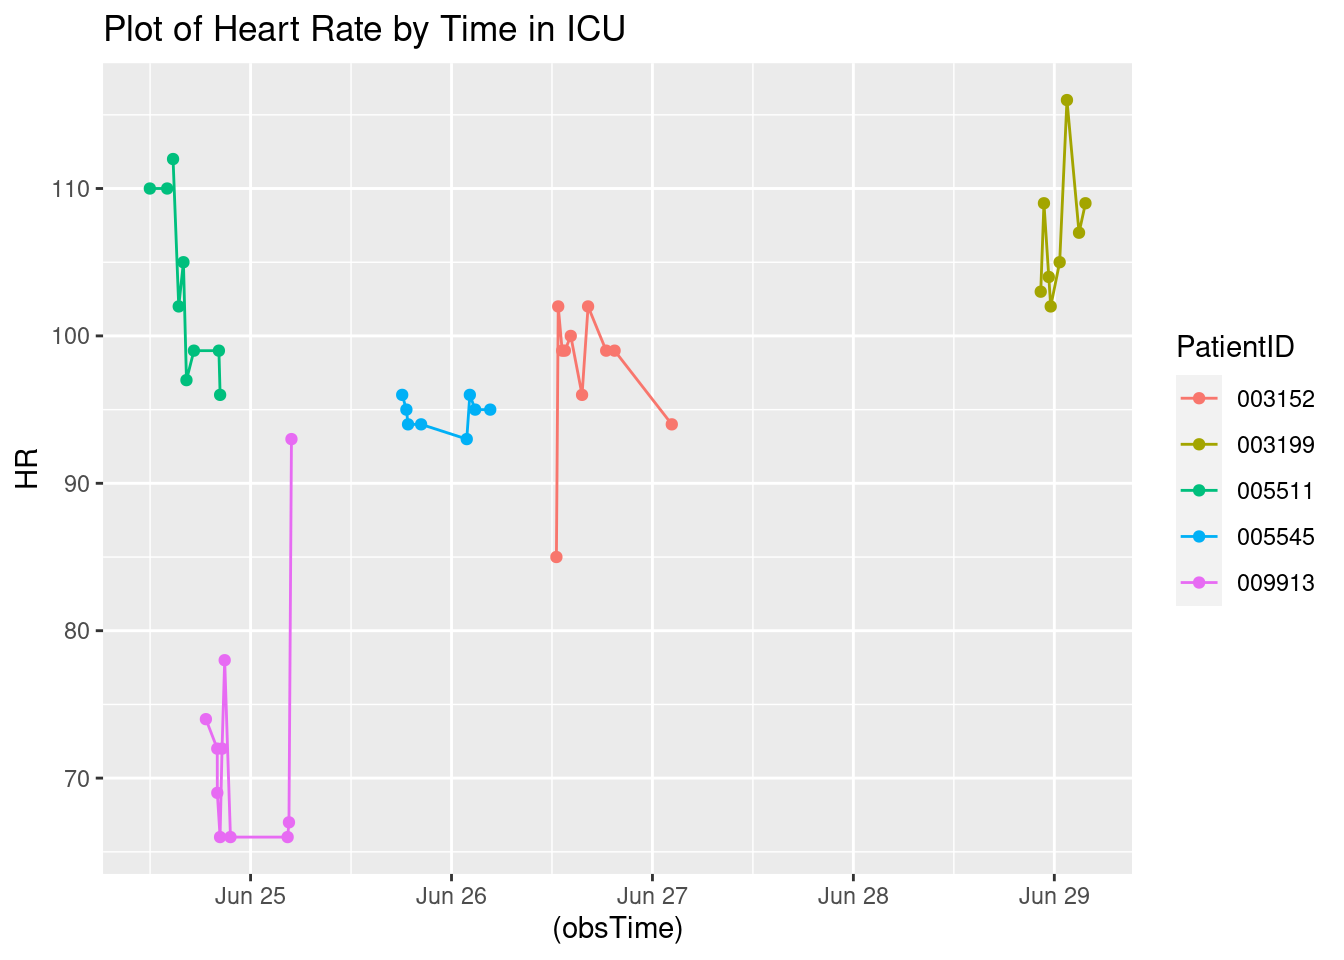 Plot of Heart Rate by Time in ICU
HR
110
100
90
80
70
Jun 25 Jun 26 Jun 27 Jun 28 Jun 29
(obsTime)
PatientID
003152
003199
005511
005545
009913